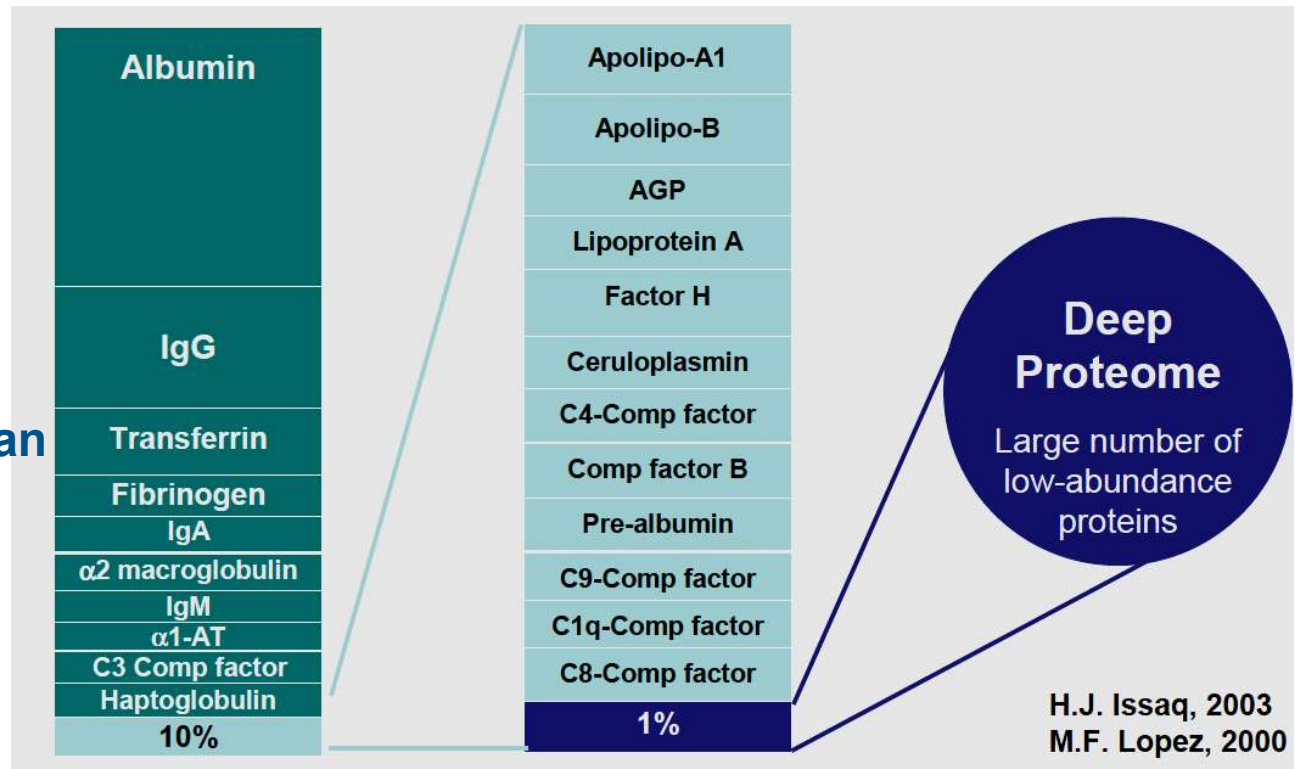 Albumin
IgG
Transferrin
Fibrinogen
IgA
α2 macroglobulin
IgM
α1-AT
C3 Comp factor
Haptoglobulin
10%
an
Apolipo-A1
Apolipo-B
AGP
Lipoprotein A
Factor H
Ceruloplasmin
C4-Comp factor
Comp factor B
Pre-albumin
C9-Comp factor
C1q-Comp factor
C8-Comp factor
1%
Deep
Proteome
Large number of
low-abundance
proteins
H.J. Issaq, 2003
M.F. Lopez, 2000